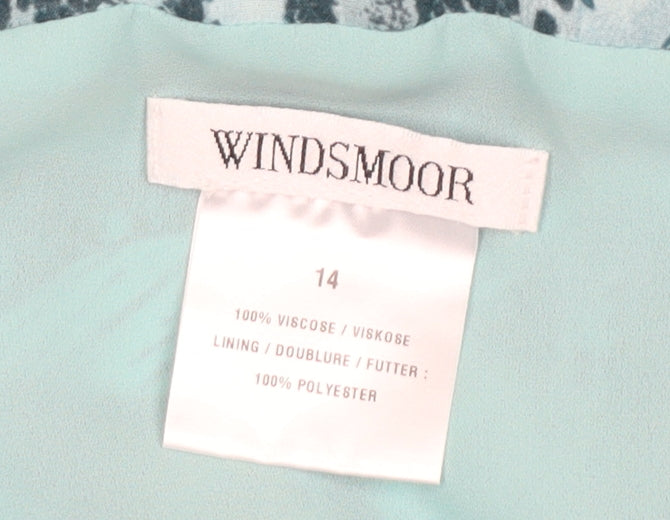 WINDSMOOR
14
100% VISCOSE / VISKOSE
LINING / DOUBLURE / FUTTER :
100% POLYESTER